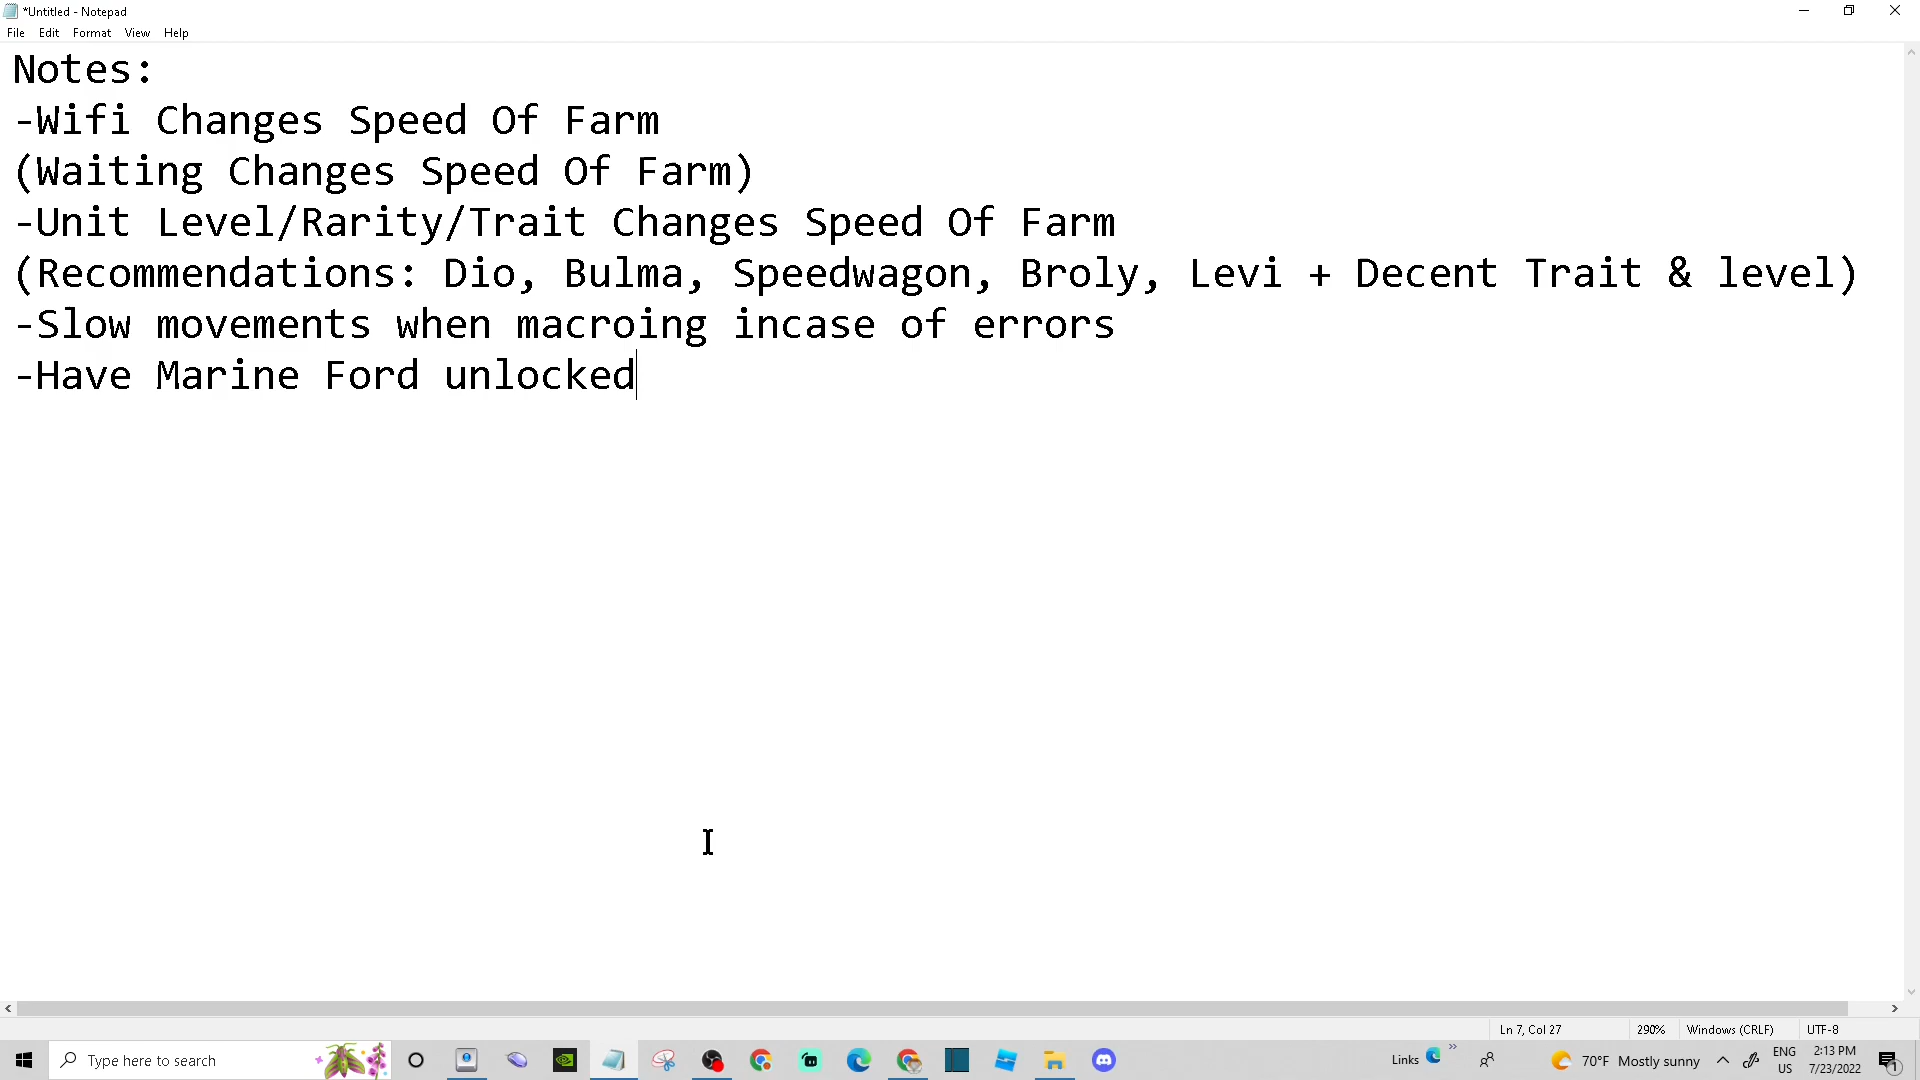 *Untitled - Notepad
File Edit Format View Help
Notes:
-Wifi Changes Speed Of Farm
(Waiting Changes Speed Of Farm)
-Unit Level/Rarity/Trait Changes Speed Of Farm
(Recommendations: Dio, Bulma, Speedwagon, Broly, Levi + Decent Trait & level)
-Slow movements when macroing incase of errors
-Have Marine Ford unlocked
Ln 7, Col 27 290% Windows (CRLF) UTF-8
Type here to search
Links
70°F Mostly sunny
ENG
US
2:13 PM
7/23/2022
1